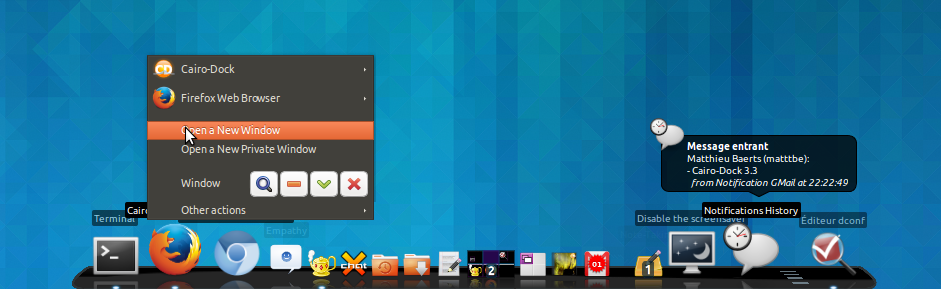 CD
Cairo-Dock
Firefox Web Browser
Open a New Window
Open a New Private Window
Window
Other actions
Message entrant
Matthieu Baerts (matttbe):
- Cairo-Dock 3.3
from Notification GMail at 22:22:49
Terminal
Cairo
Empathy
Disable the screensaver
Notifications History
Éditeur dconf
>_
chat
2
01
1